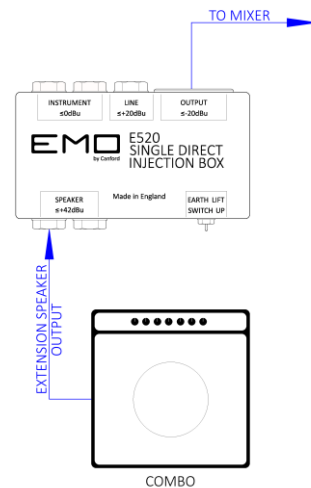 TO MIXER
INSTRUMENT
≤0dBu
LINE
≤+20dBu
OUTPUT
≤-20dBu
EMO
by Canford
E520
SINGLE DIRECT
INJECTION BOX
SPEAKER
≤+42dBu
Made in England
EARTH LIFT
SWITCH UP
EXTENSION SPEAKER
OUTPUT
COMBO